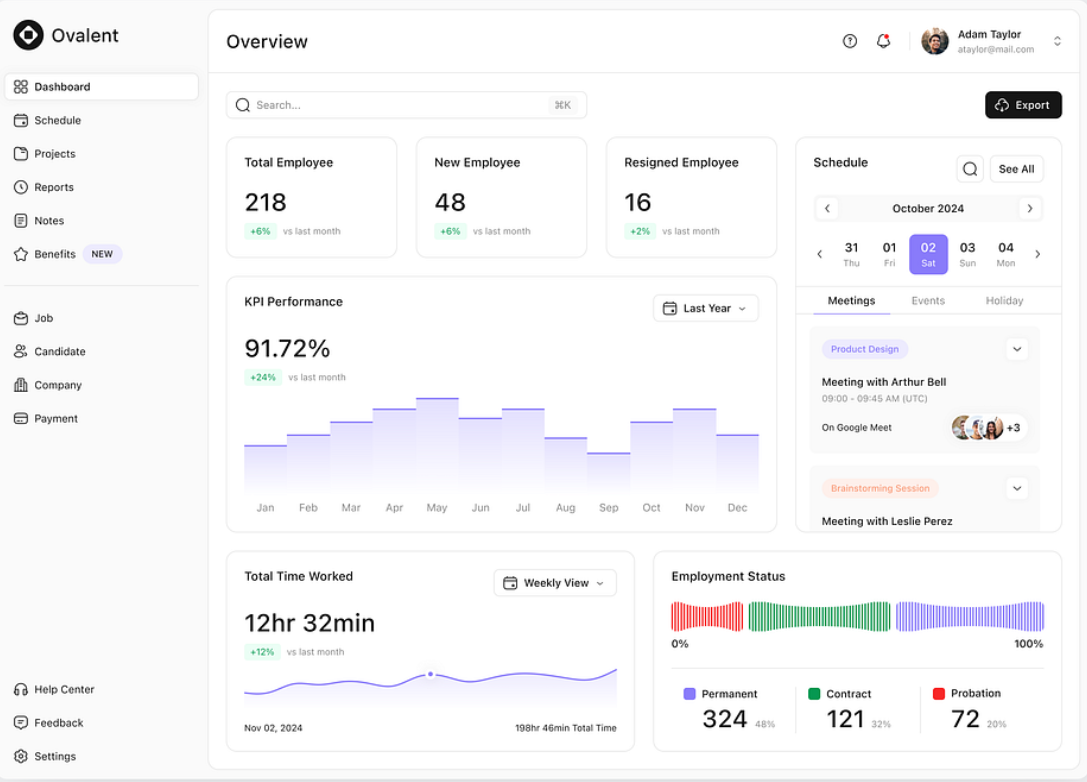 Ovalent
Dashboard
Schedule
Projects
Reports
Notes
Benefits NEW
Job
Candidate
Company
Payment
Help Center
Feedback
Settings
Overview
Adam Taylor
ataylor@mail.com
Search... ⌘K
Export
Total Employee
218
+6% vs last month
New Employee
48
+6% vs last month
Resigned Employee
16
+2% vs last month
Schedule
See All
October 2024
31 01 02 03 04
Thu Fri Sat Sun Mon
Meetings Events Holiday
Product Design
Meeting with Arthur Bell
09:00 - 09:45 AM (UTC)
On Google Meet +3
Brainstorming Session
Meeting with Leslie Perez
KPI Performance
Last Year
91.72%
+24% vs last month
Jan Feb Mar Apr May Jun Jul Aug Sep Oct Nov Dec
Total Time Worked
Weekly View
12hr 32min
+12% vs last month
Nov 02, 2024 198hr 46min Total Time
Employment Status
0% 100%
Permanent
324 48%
Contract
121 32%
Probation
72 20%